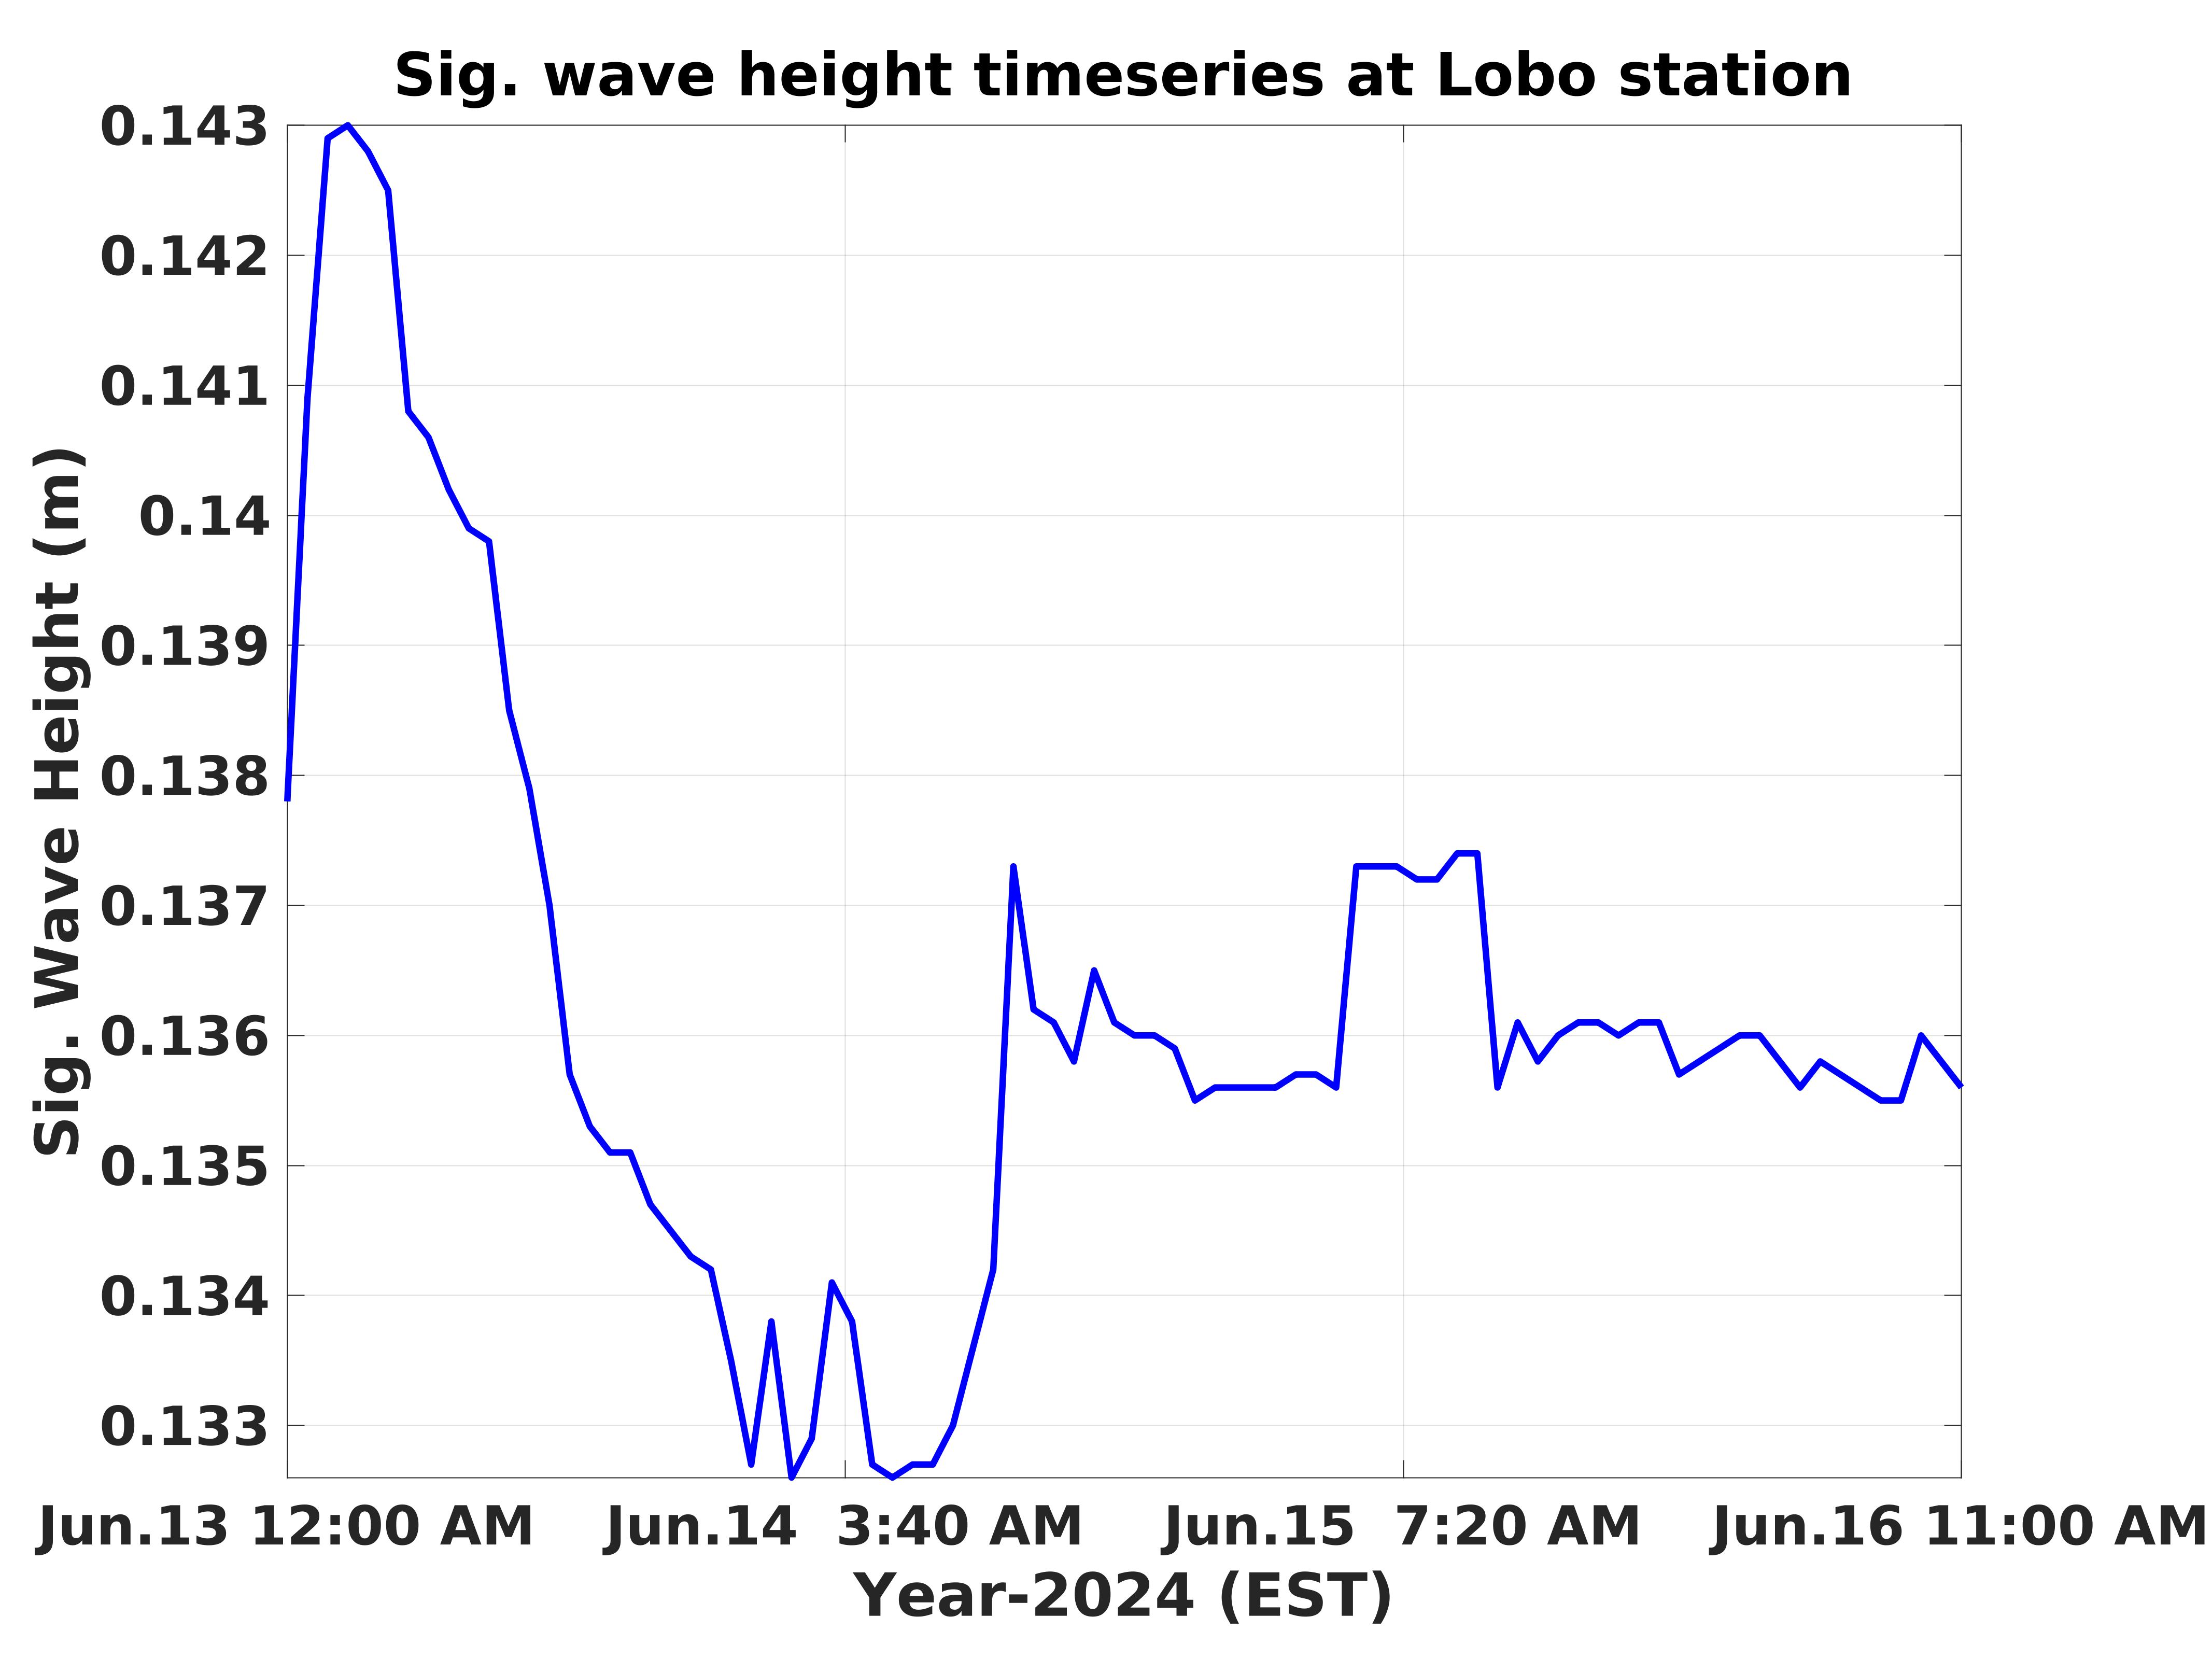 Sig. wave height timeseries at Lobo station
0.143
0.142
0.141
0.14
0.139
0.138
0.137
0.136
0.135
0.134
0.133
Sig. Wave Height (m)
Jun.13 12:00 AM Jun.14 3:40 AM Jun.15 7:20 AM Jun.16 11:00 AM
Year-2024 (EST)